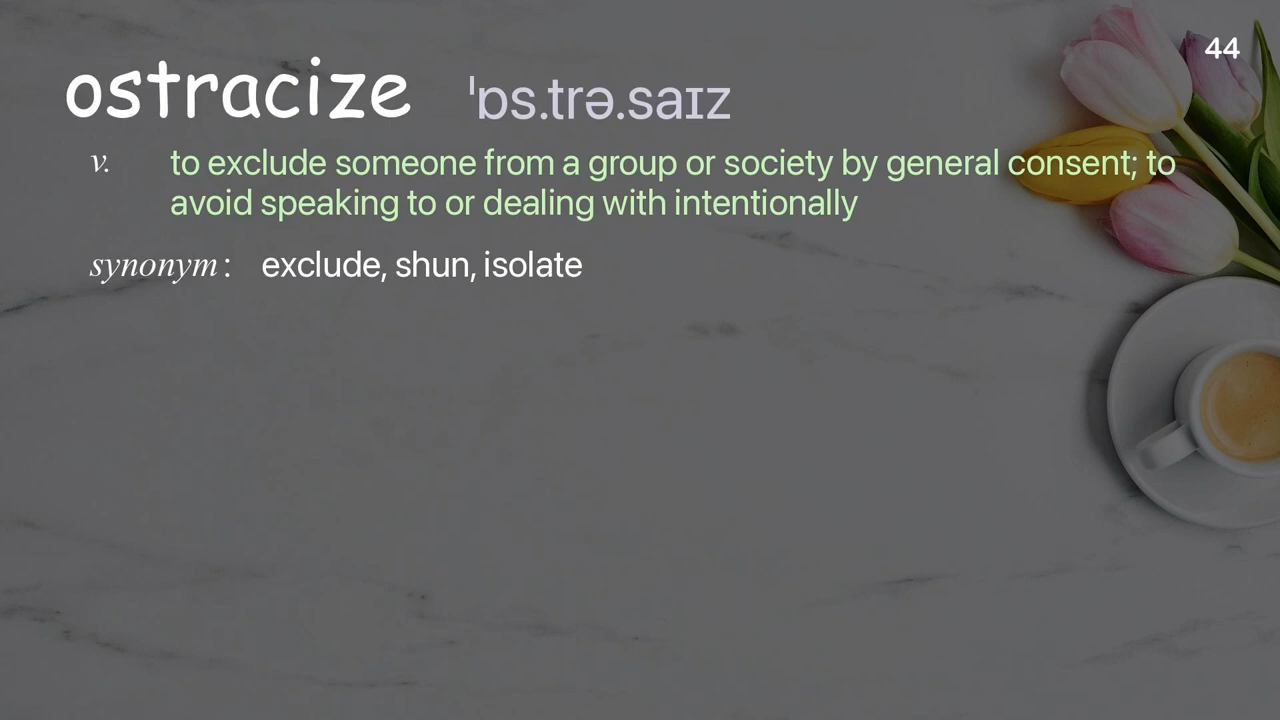 44
ostracize ˈɒs.trə.saɪz
v. to exclude someone from a group or society by general consent; to
avoid speaking to or dealing with intentionally
synonym : exclude, shun, isolate